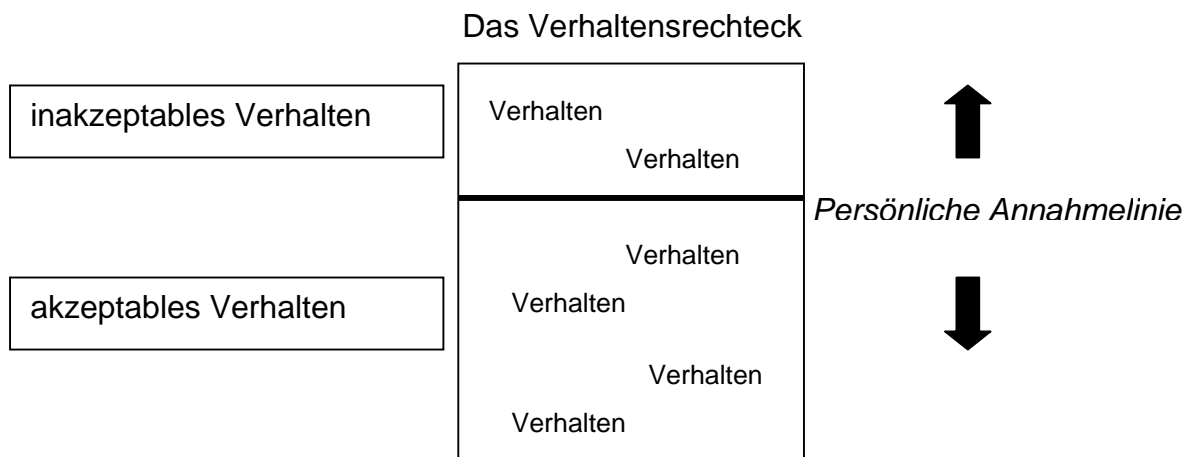 Das Verhaltensrechteck
inakzeptables Verhalten
Verhalten
Verhalten
Persönliche Annahmelinie
Verhalten
akzeptables Verhalten
Verhalten
Verhalten
Verhalten